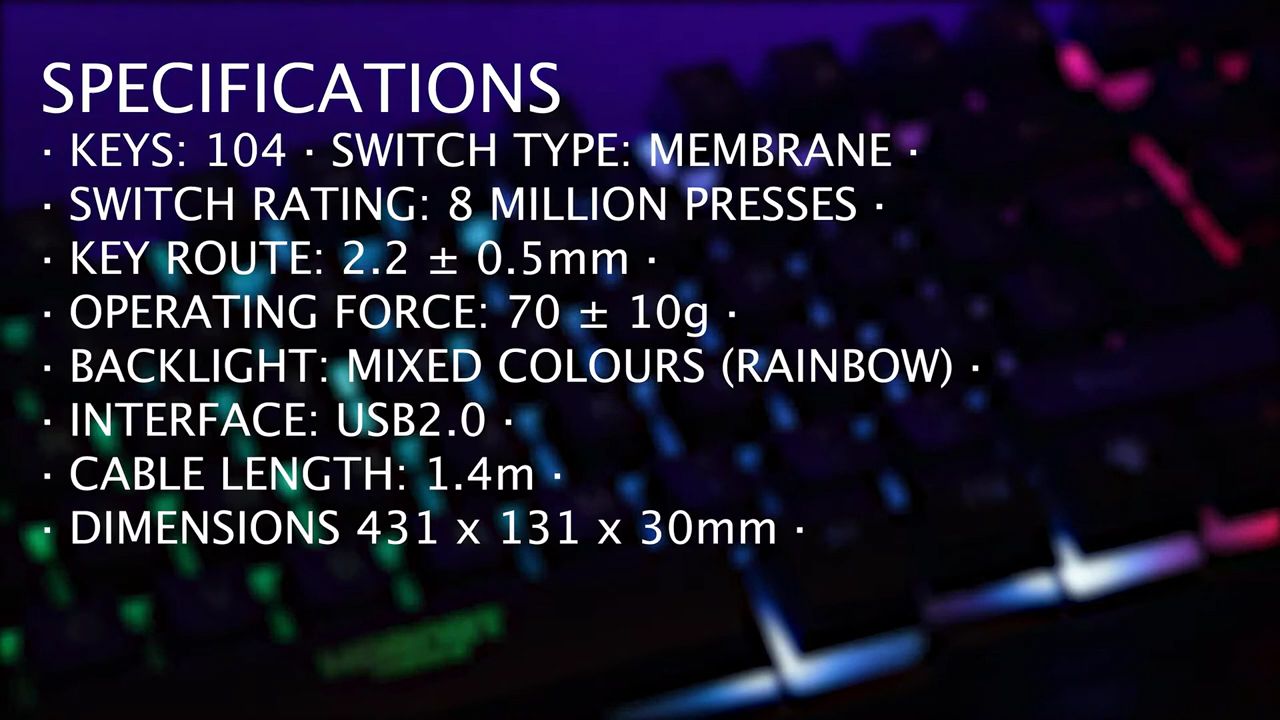 SPECIFICATIONS
· KEYS: 104 · SWITCH TYPE: MEMBRANE ·
· SWITCH RATING: 8 MILLION PRESSES ·
· KEY ROUTE: 2.2 ± 0.5mm ·
· OPERATING FORCE: 70 ± 10g ·
· BACKLIGHT: MIXED COLOURS (RAINBOW) ·
· INTERFACE: USB2.0 ·
· CABLE LENGTH: 1.4m ·
· DIMENSIONS 431 x 131 x 30mm ·